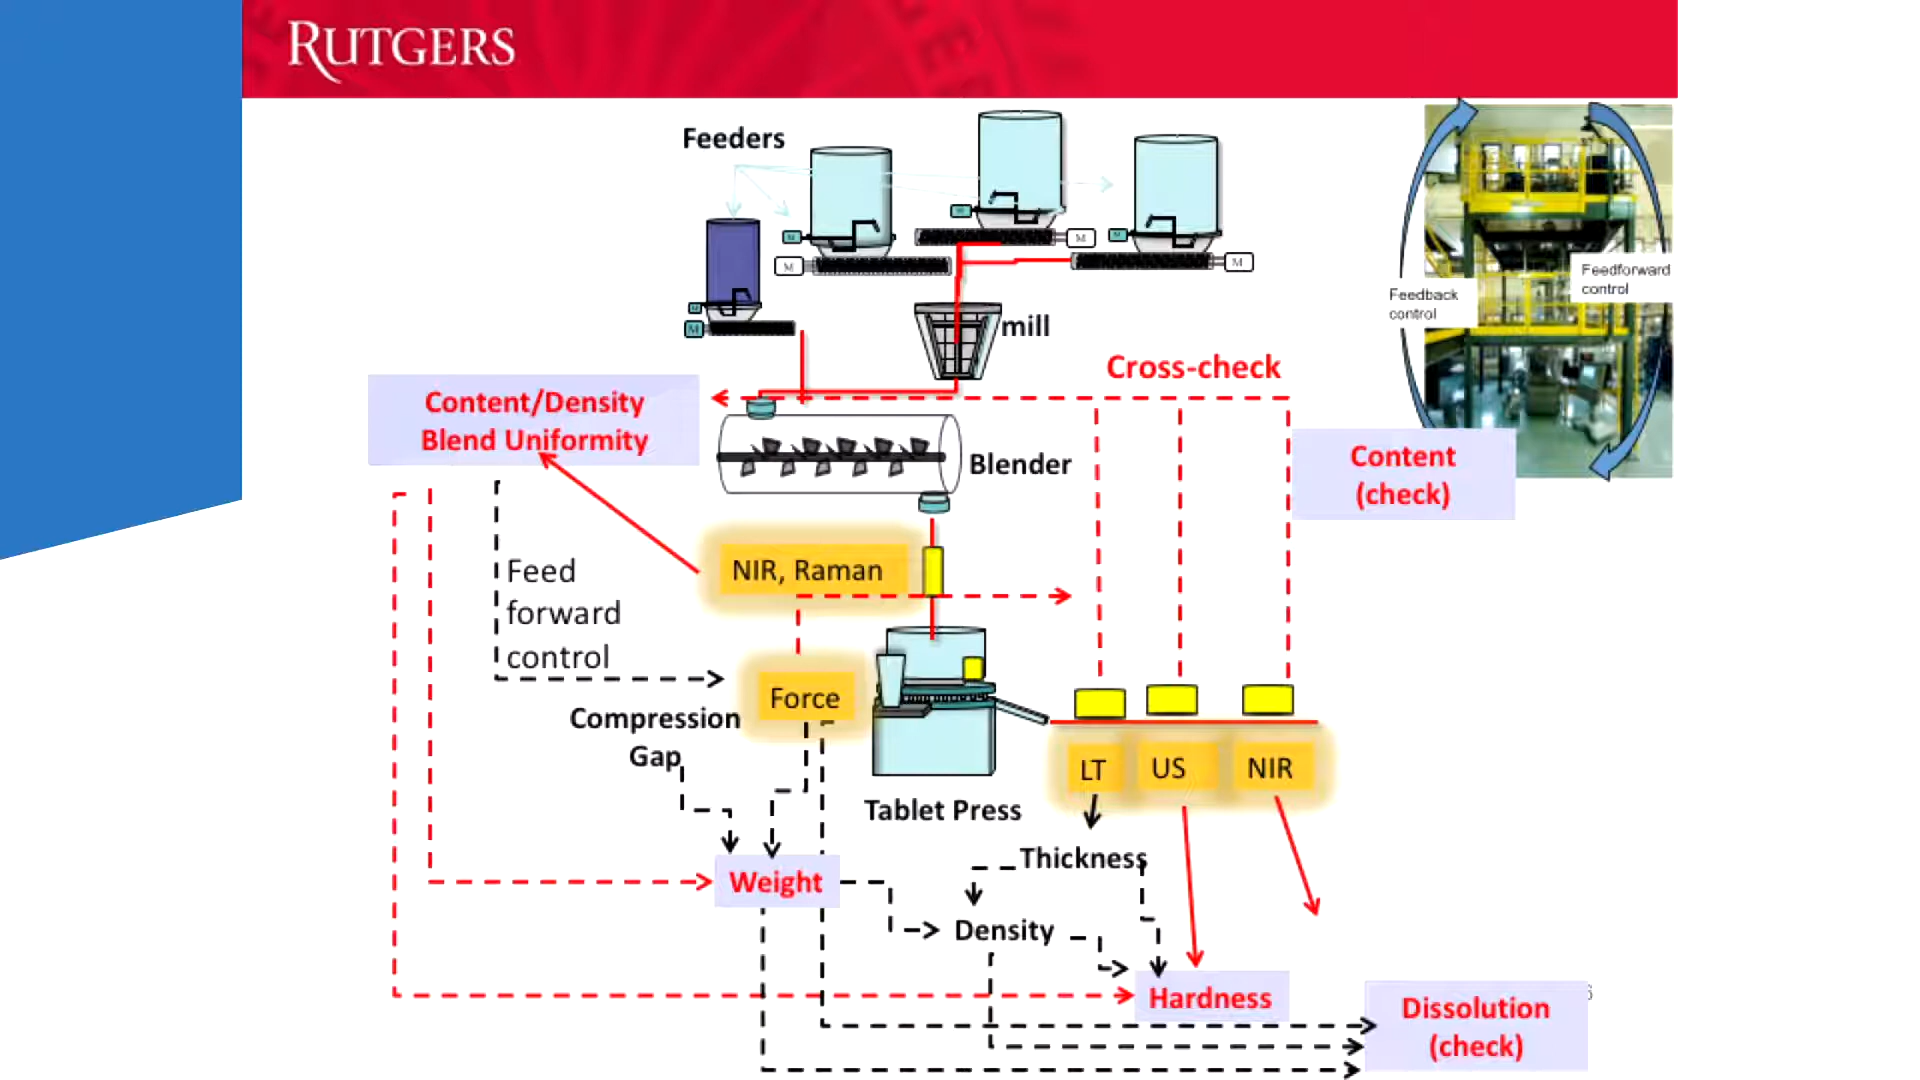 RUTGERS
Feeders
M
M
M
M
M
M
M
M
mill
Feedforward
control
Feedback
control
Cross-check
Content/Density
Blend Uniformity
Blender
Content
(check)
NIR, Raman
Feed
forward
control
Force
Compression
Gap
LT
US
NIR
Tablet Press
Thickness
Weight
Density
Hardness
Dissolution
(check)
6